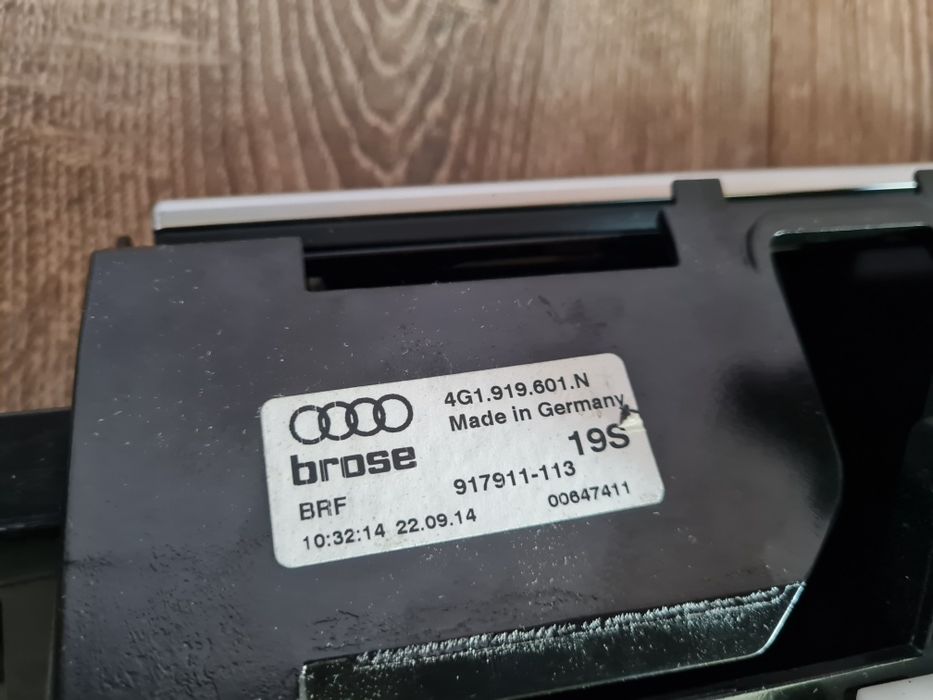 4G1.919.601.N
Made in Germany
brose
19S
BRF
917911-113
10:32:14 22.09.14
00647411